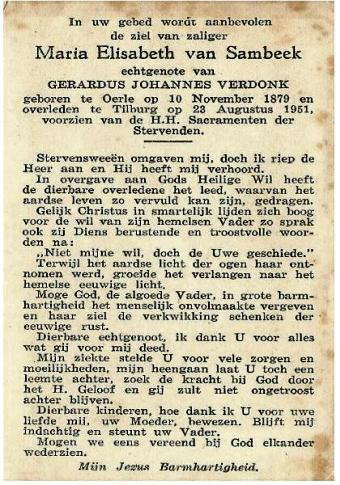 In uw gebed wordt aanbevolen
de ziel van zaliger
Maria Elisabeth van Sambeek
echtgenote van
GERARDUS JOHANNES VERDONK
geboren te Oerle op 10 November 1879 en
overleden te Tilburg op 23 Augustus 1951,
voorzien van de H.H. Sacramenten der
Stervenden.
Stervensweeën omgaven mij, doch ik riep de
Heer aan en Hij heeft mij verhoord.
In overgave aan Gods Heilige Wil heeft
de dierbare overledene het leed, waarvan het
aardse leven zo vervuld kan zijn, gedragen.
Gelijk Christus in smartelijk lijden zich boog
voor de wil van zijn hemelsen Vader zo sprak
ook zij Diens berustende en troostvolle woor-
den na:
„Niet mijne wil, doch de Uwe geschiede."
Terwijl het aardse licht der ogen haar ont-
nomen werd, groeide het verlangen naar het
hemelse eeuwige licht.
Moge God, de algoede Vader, in grote barm-
hartigheid het menselijk onvolmaakte vergeven
en haar ziel de verkwikking schenken der
eeuwige rust.
Dierbare echtgenoot, ik dank U voor alles
wat gij voor mij deed.
Mijn ziekte stelde U voor vele zorgen en
moeilijkheden, mijn heengaan laat U toch een
leemte achter, zoek de kracht bij God door
het H. Geloof en gij zult niet ongetroost
achter blijven.
Dierbare kinderen, hoe dank ik U voor uwe
liefde mij, uw Moeder, bewezen. Blijft mij
indachtig en steunt uw Vader.
Mogen we eens vereend bij God elkander
wederzien.
Mijn Jezus Barmhartigheid.